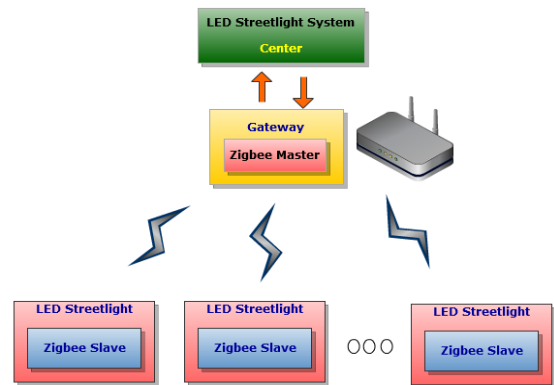 LED Streetlight System
Center
Gateway
Zigbee Master
LED Streetlight
Zigbee Slave
LED Streetlight
Zigbee Slave
LED Streetlight
Zigbee Slave